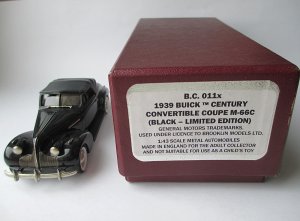 B.C. 011x
1939 BUICK ™ CENTURY
CONVERTIBLE COUPE M-66C
(BLACK – LIMITED EDITION)
GENERAL MOTORS TRADEMARKS
USED UNDER LICENCE TO BROOKLIN MODELS LTD.
1:43 SCALE METAL AUTOMOBILES
MADE IN ENGLAND FOR THE ADULT COLLECTOR
AND NOT SUITABLE FOR USE AS A CHILD'S TOY